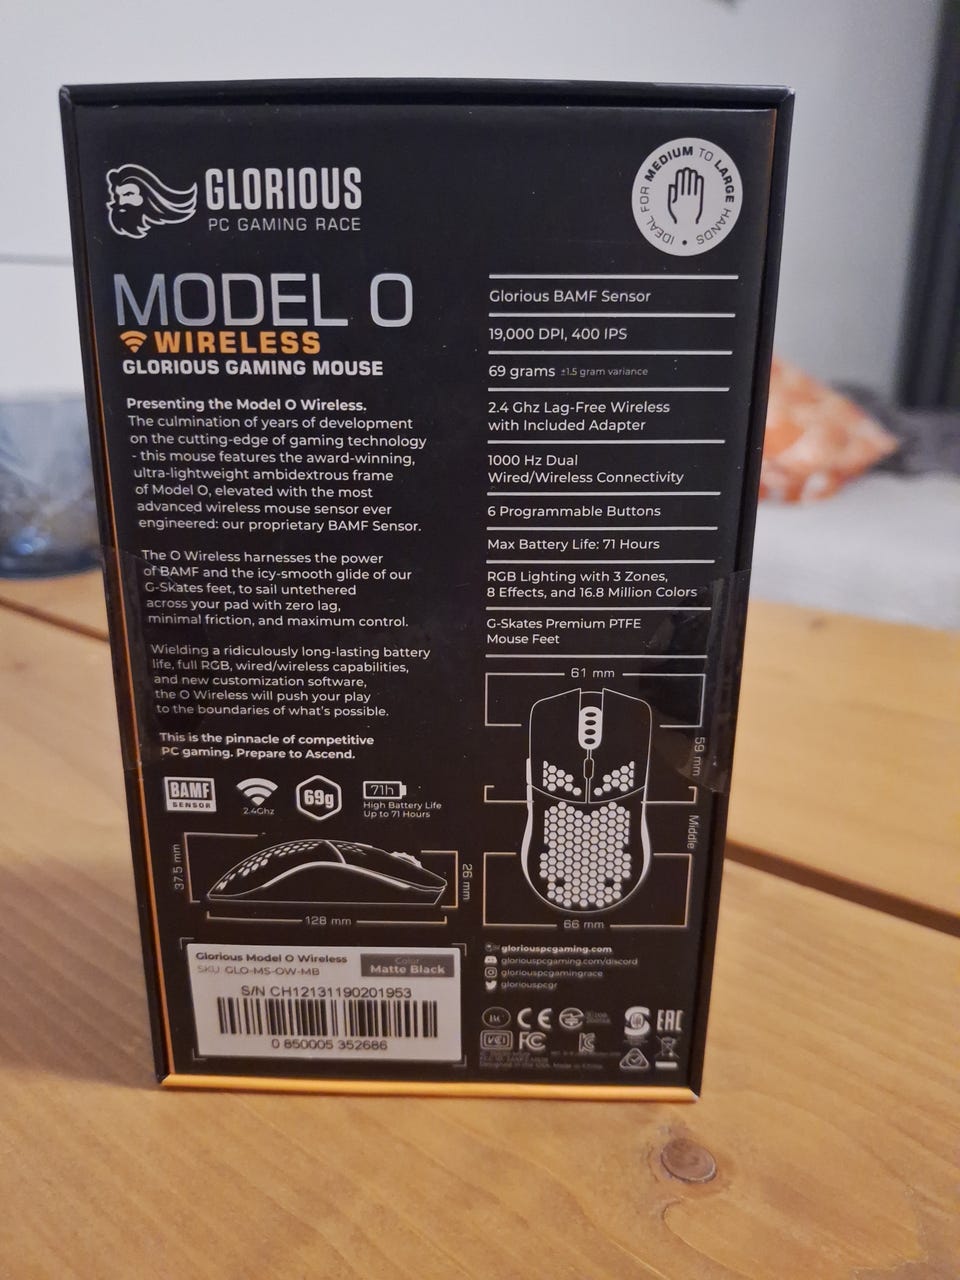 GLORIOUS
PC GAMING RACE
IDEAL FOR MEDIUM TO LARGE HANDS •
MODEL O
WIRELESS
GLORIOUS GAMING MOUSE
Presenting the Model O Wireless.
The culmination of years of development
on the cutting-edge of gaming technology
- this mouse features the award-winning,
ultra-lightweight ambidextrous frame
of Model O, elevated with the most
advanced wireless mouse sensor ever
engineered: our proprietary BAMF Sensor.
The O Wireless harnesses the power
of BAMF and the icy-smooth glide of our
G-Skates feet, to sail untethered
across your pad with zero lag,
minimal friction, and maximum control.
Wielding a ridiculously long-lasting battery
life, full RGB, wired/wireless capabilities,
and new customization software,
the O Wireless will push your play
to the boundaries of what's possible.
This is the pinnacle of competitive
PC gaming. Prepare to Ascend.
BAMF
SENSOR
2.4Ghz
69g
71h
High Battery Life
Up to 71 Hours
37.5 mm
26 mm
128 mm
Glorious BAMF Sensor
19,000 DPI, 400 IPS
69 grams ±1.5 gram variance
2.4 Ghz Lag-Free Wireless
with Included Adapter
1000 Hz Dual
Wired/Wireless Connectivity
6 Programmable Buttons
Max Battery Life: 71 Hours
RGB Lighting with 3 Zones,
8 Effects, and 16.8 Million Colors
G-Skates Premium PTFE
Mouse Feet
61 mm
59 mm
Middle
66 mm
Glorious Model O Wireless
SKU GLO-MS-OW-MB
Color
Matte Black
S/N CH12131190201953
0 850005 352686
gloriouspcgaming.com
gloriouspcgaming.com/discord
gloriouspcgamingrace
gloriouspcgr
BC
CE
EAC
VCCI
FC
Designed in the USA. Made in China